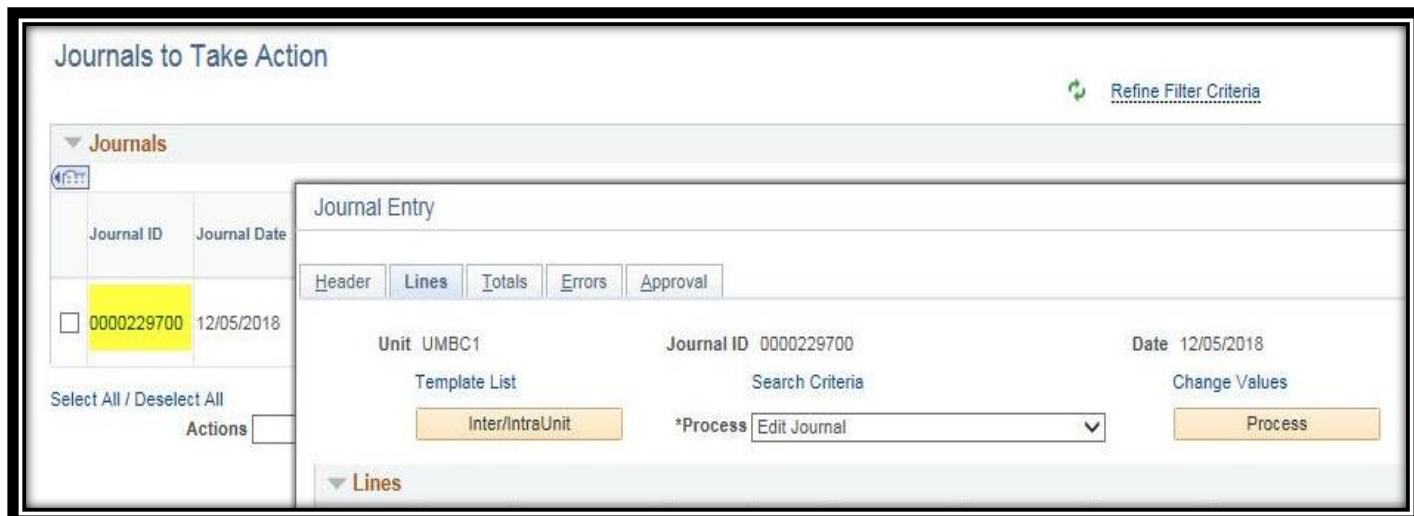 Journals to Take Action
Refine Filter Criteria
Journals
Journal ID Journal Date
0000229700 12/05/2018
Select All / Deselect All
Actions
Journal Entry
Header Lines Totals Errors Approval
Unit UMBC1 Journal ID 0000229700 Date 12/05/2018
Template List Search Criteria Change Values
Inter/IntraUnit *Process Edit Journal Process
Lines